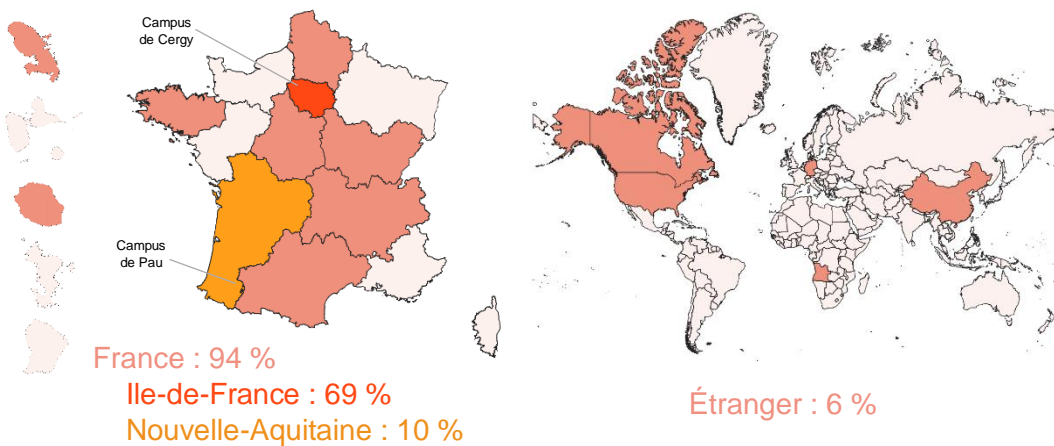 Campus
de Cergy
Campus
de Pau
France : 94 %
Ile-de-France : 69 %
Nouvelle-Aquitaine : 10 %
Étranger : 6 %